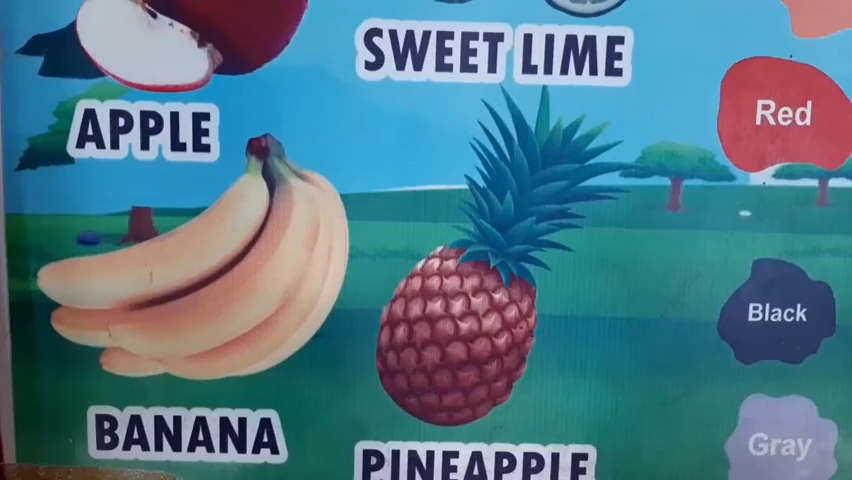 SWEET LIME
APPLE
Red
Black
BANANA
PINEAPPLE
Gray